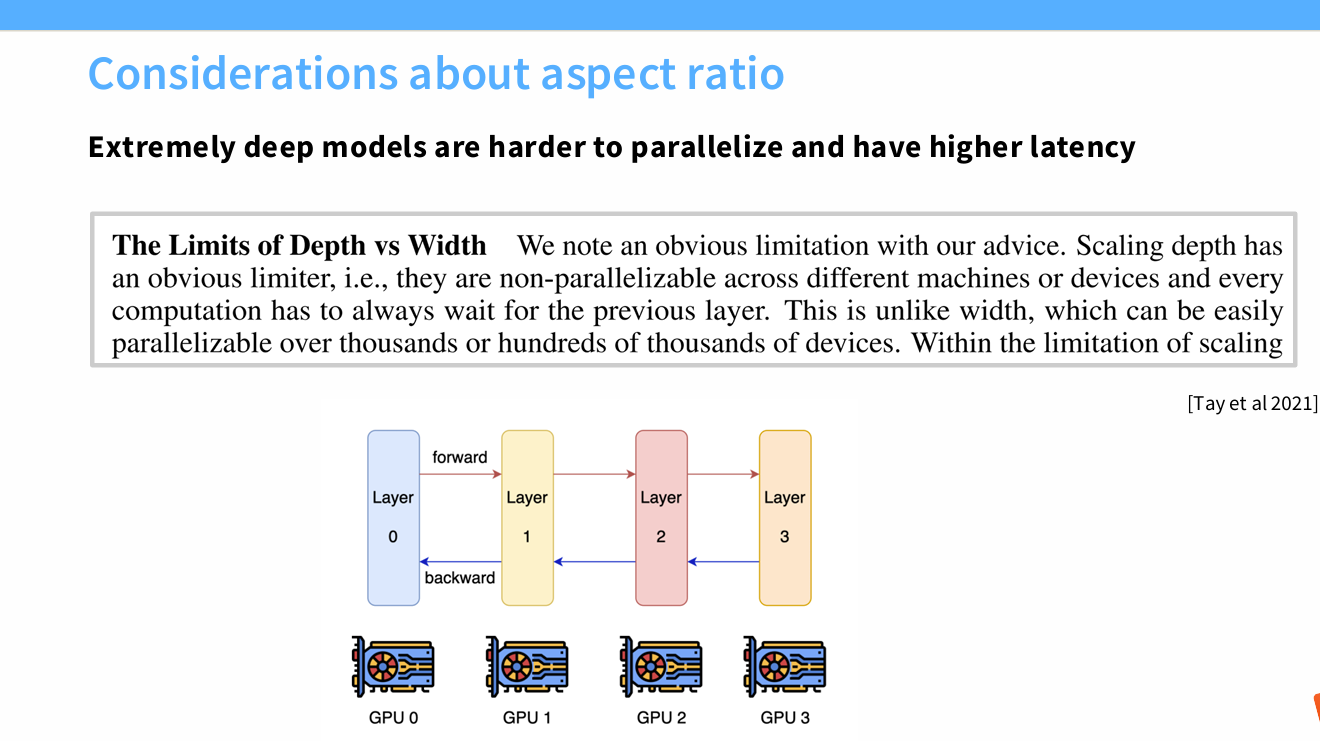 Considerations about aspect ratio
Extremely deep models are harder to parallelize and have higher latency
The Limits of Depth vs Width We note an obvious limitation with our advice. Scaling depth has
an obvious limiter, i.e., they are non-parallelizable across different machines or devices and every
computation has to always wait for the previous layer. This is unlike width, which can be easily
parallelizable over thousands or hundreds of thousands of devices. Within the limitation of scaling
[Tay et al 2021]
forward
Layer Layer Layer Layer
0 1 2 3
backward
GPU 0 GPU 1 GPU 2 GPU 3